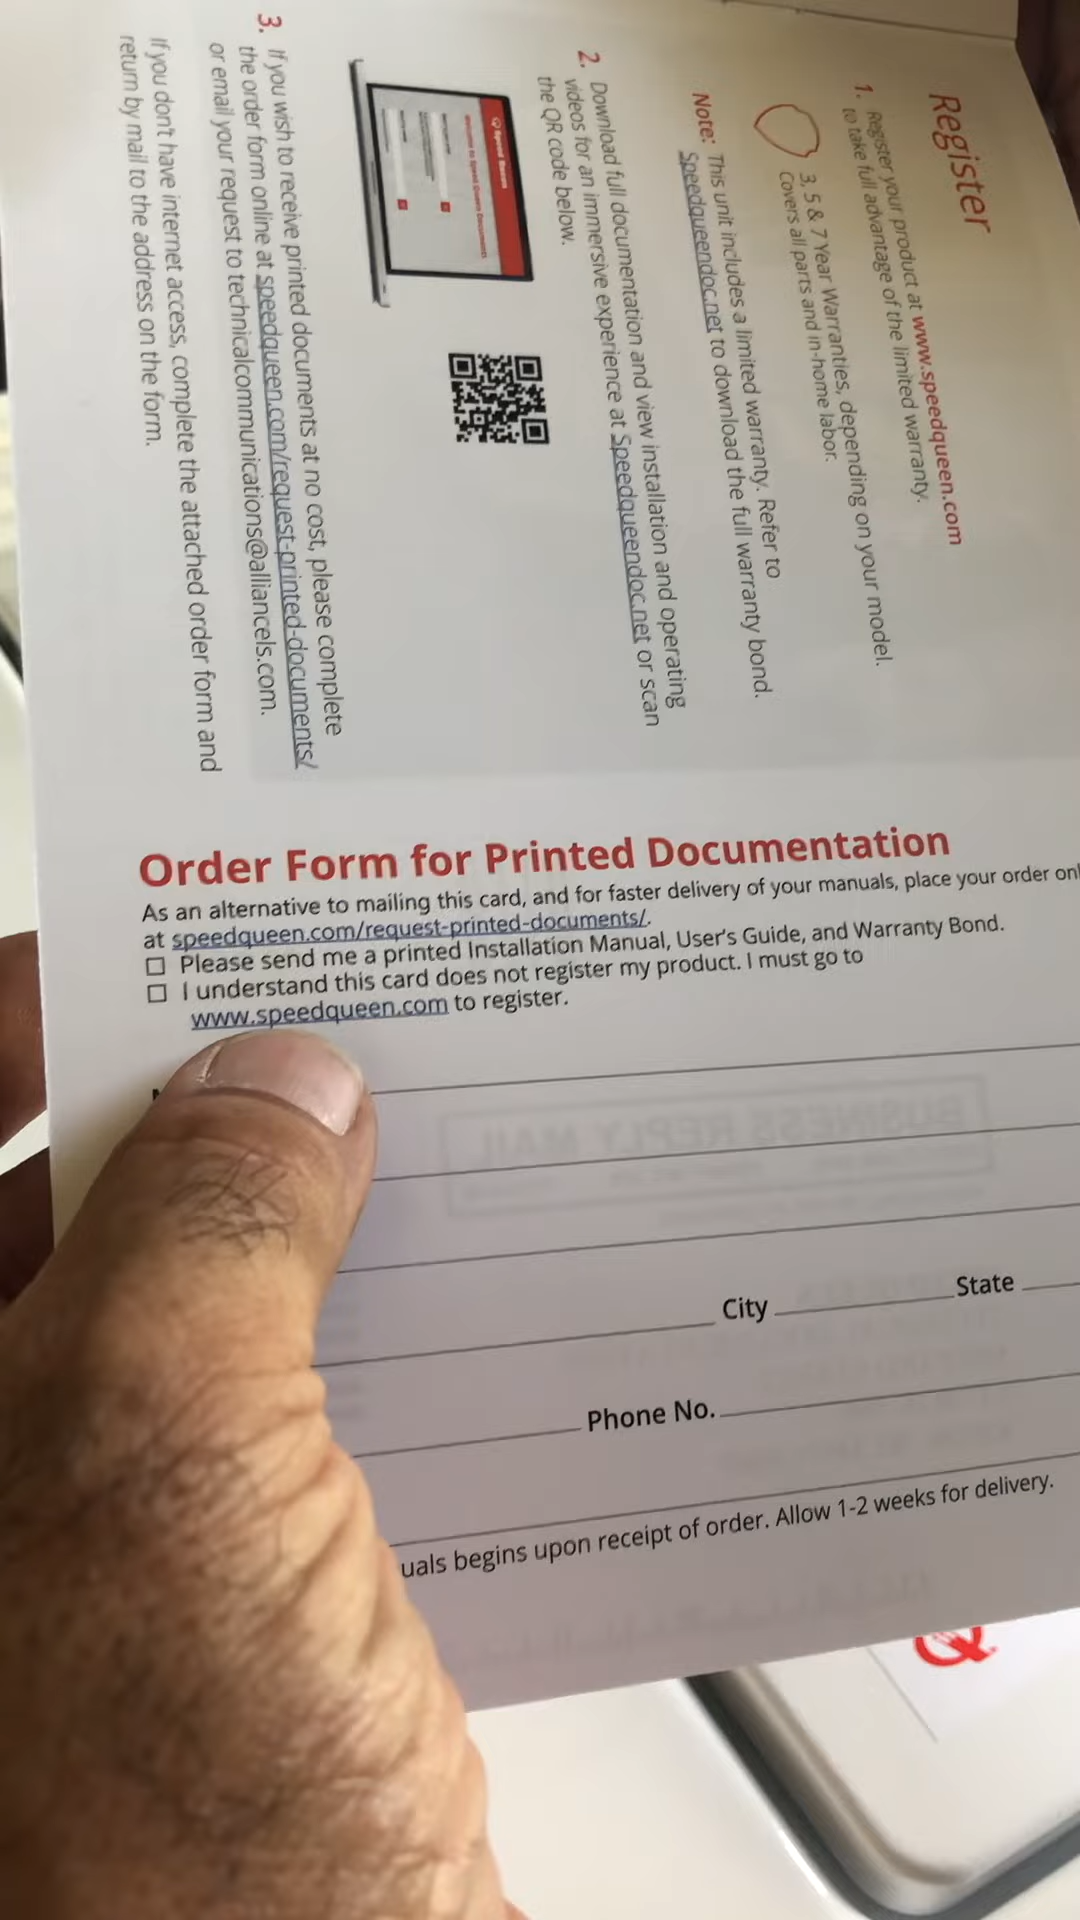 Register
1. Register your product at www.speedqueen.com
to take full advantage of the limited warranty.
3, 5 & 7 Year Warranties, depending on your model.
Covers all parts and in-home labor.
Note: This unit includes a limited warranty. Refer to
Speedqueendoc.net to download the full warranty bond.
2. Download full documentation and view installation and operating
videos for an immersive experience at Speedqueendoc.net or scan
the QR code below.
Speed Queen
3. If you wish to receive printed documents at no cost, please complete
the order form online at speedqueen.com/request-printed-documents/
or email your request to technicalcommunications@alliancels.com.
If you don't have internet access, complete the attached order form and
return by mail to the address on the form.
Order Form for Printed Documentation
As an alternative to mailing this card, and for faster delivery of your manuals, place your order onl
at speedqueen.com/request-printed-documents/.
Please send me a printed Installation Manual, User's Guide, and Warranty Bond.
I understand this card does not register my product. I must go to
www.speedqueen.com to register.
BUSINESS REPLY MAIL
City State
Phone No.
uals begins upon receipt of order. Allow 1-2 weeks for delivery.